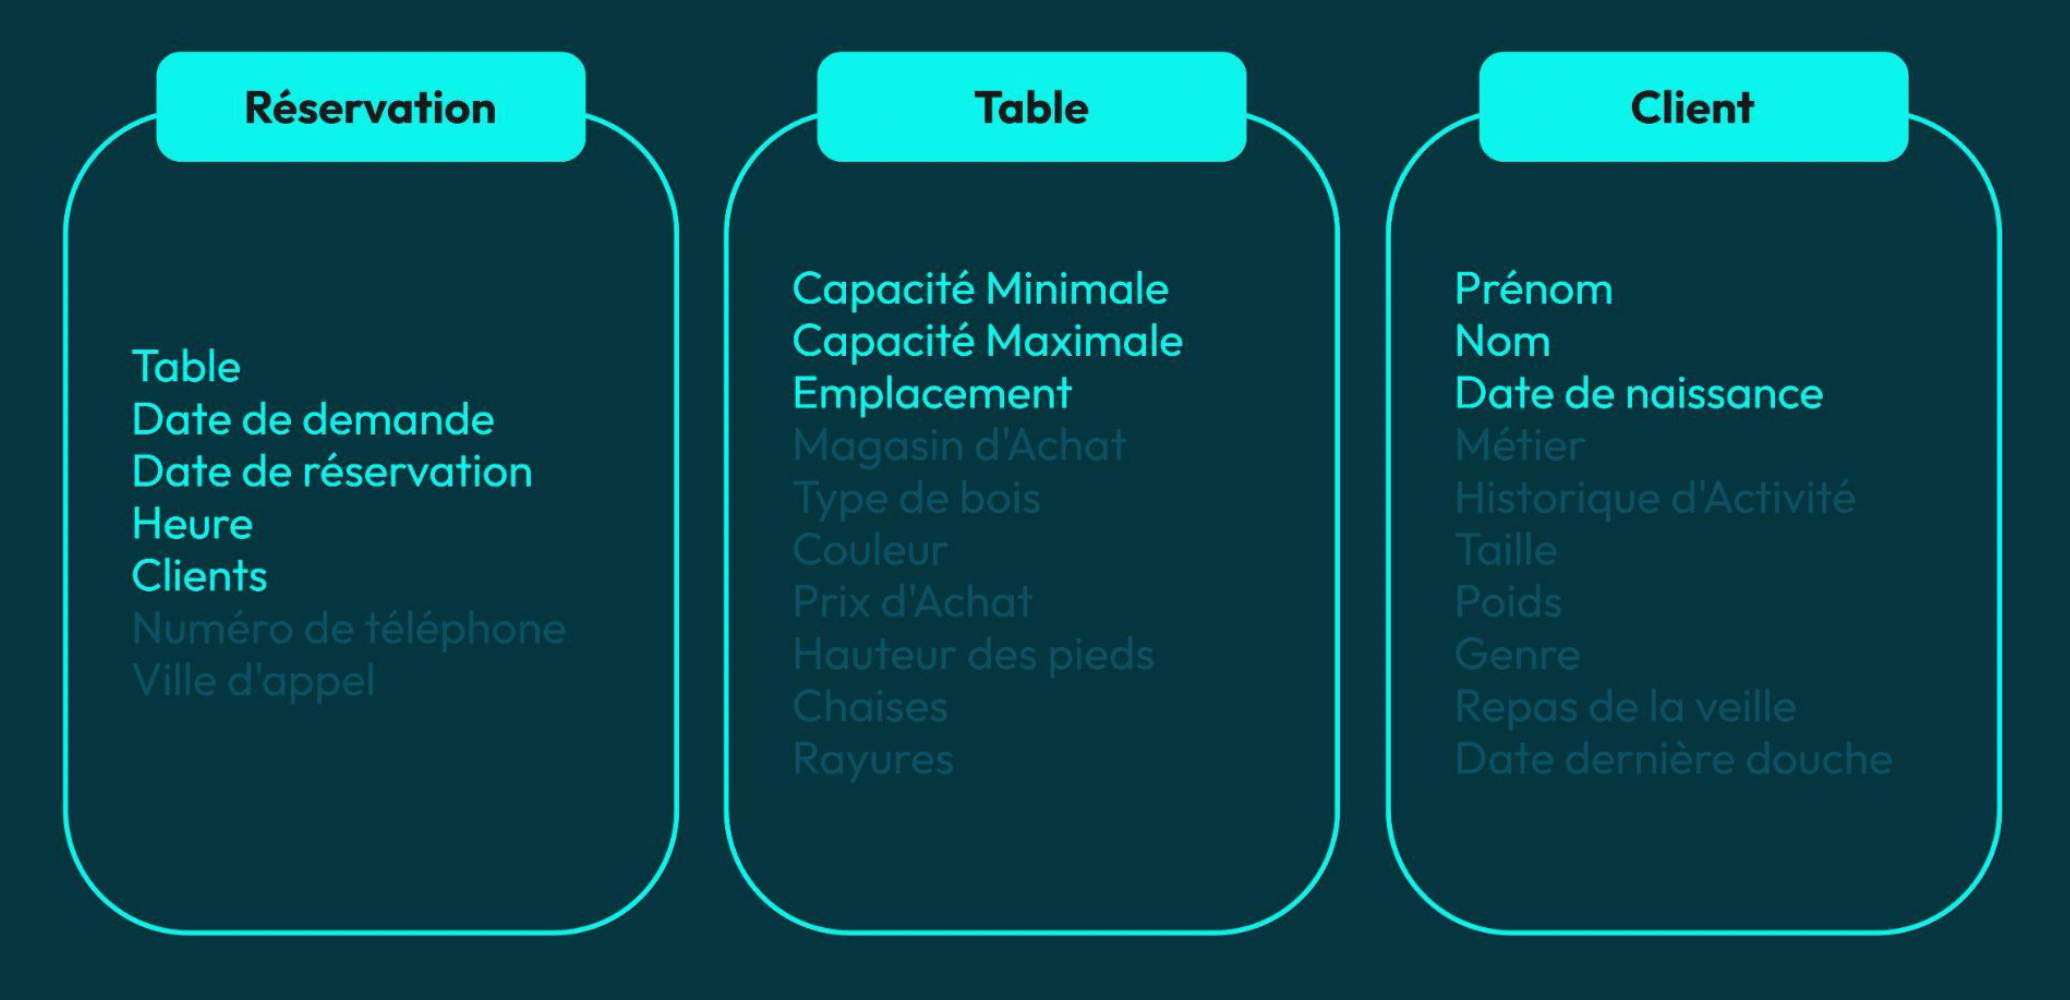 Réservation
Table
Date de demande
Date de réservation
Heure
Clients
Numéro de téléphone
Ville d'appel
Table
Capacité Minimale
Capacité Maximale
Emplacement
Magasin d'Achat
Type de bois
Couleur
Prix d'Achat
Hauteur des pieds
Chaises
Rayures
Client
Prénom
Nom
Date de naissance
Métier
Historique d'Activité
Taille
Poids
Genre
Repas de la veille
Date dernière douche